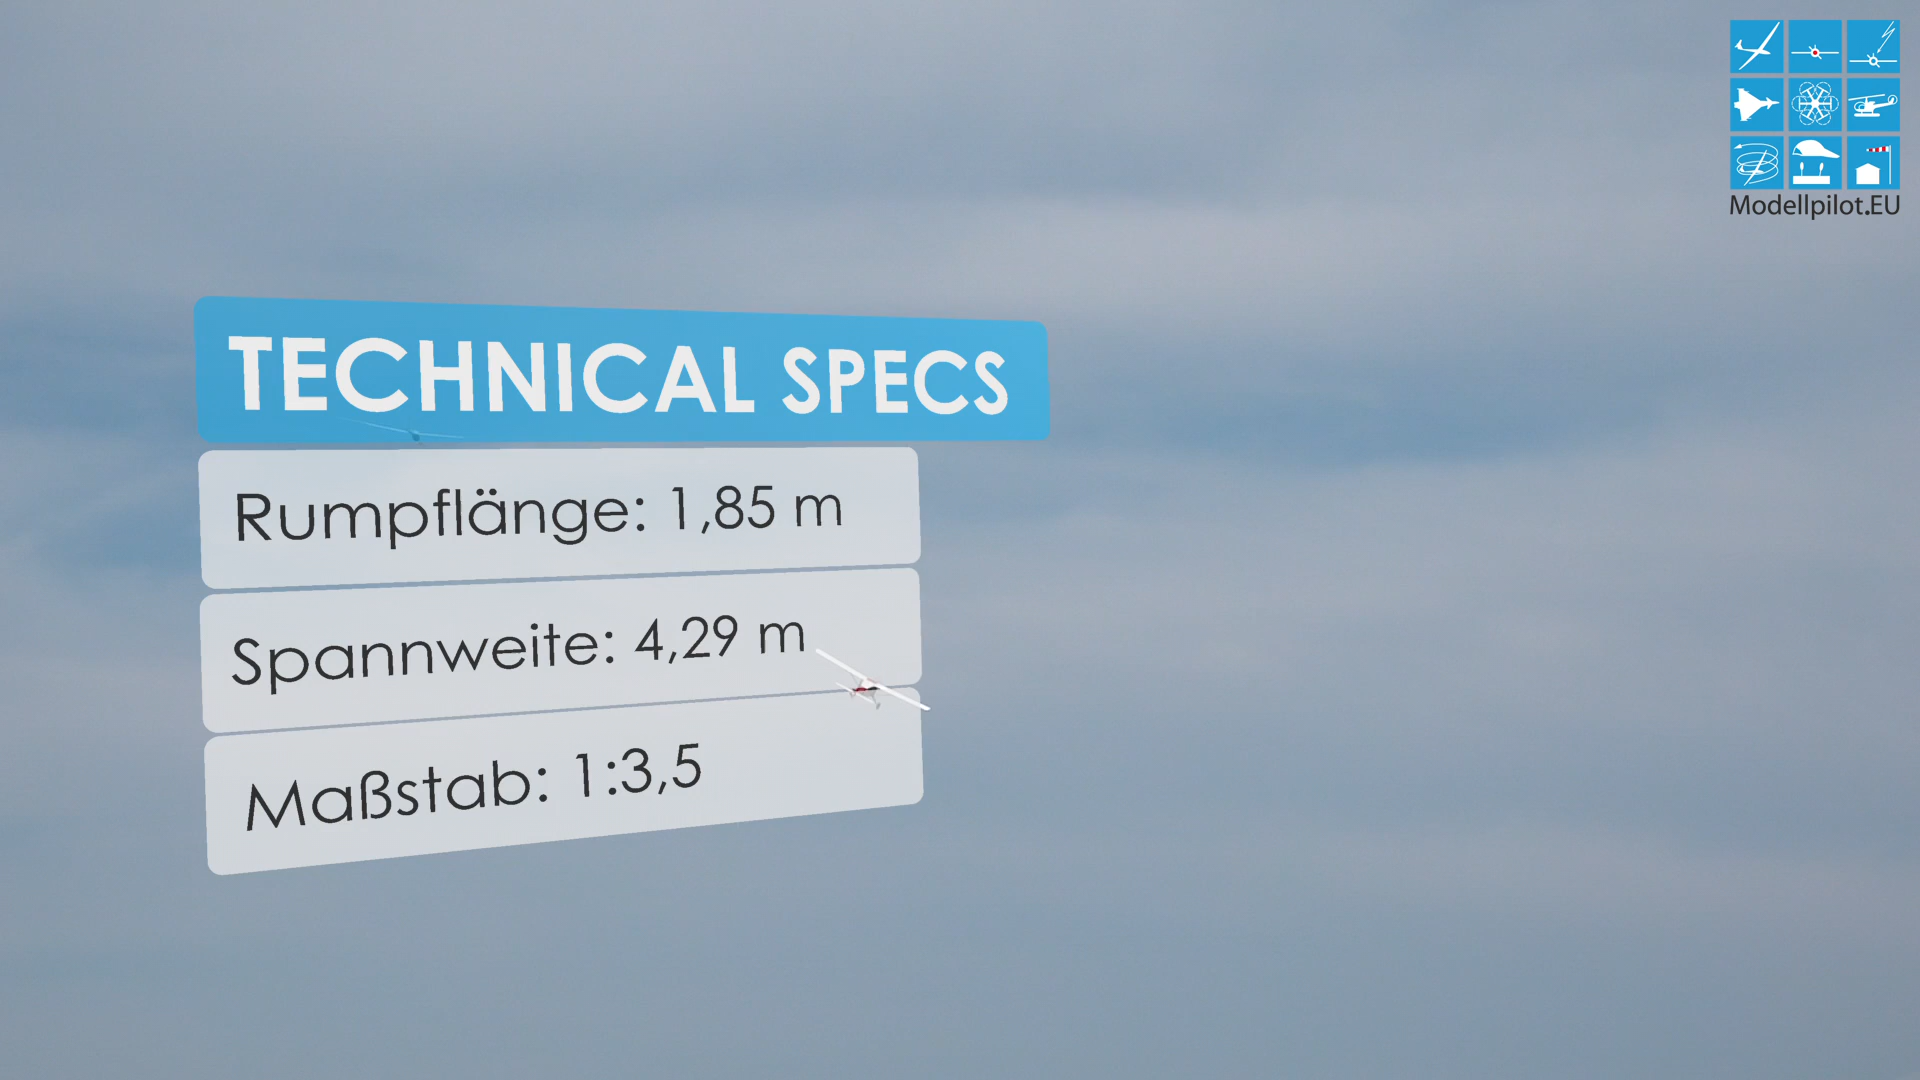 Modellpilot.EU
TECHNICAL SPECS
Rumpflänge: 1,85 m
Spannweite: 4,29 m
Maßstab: 1:3,5